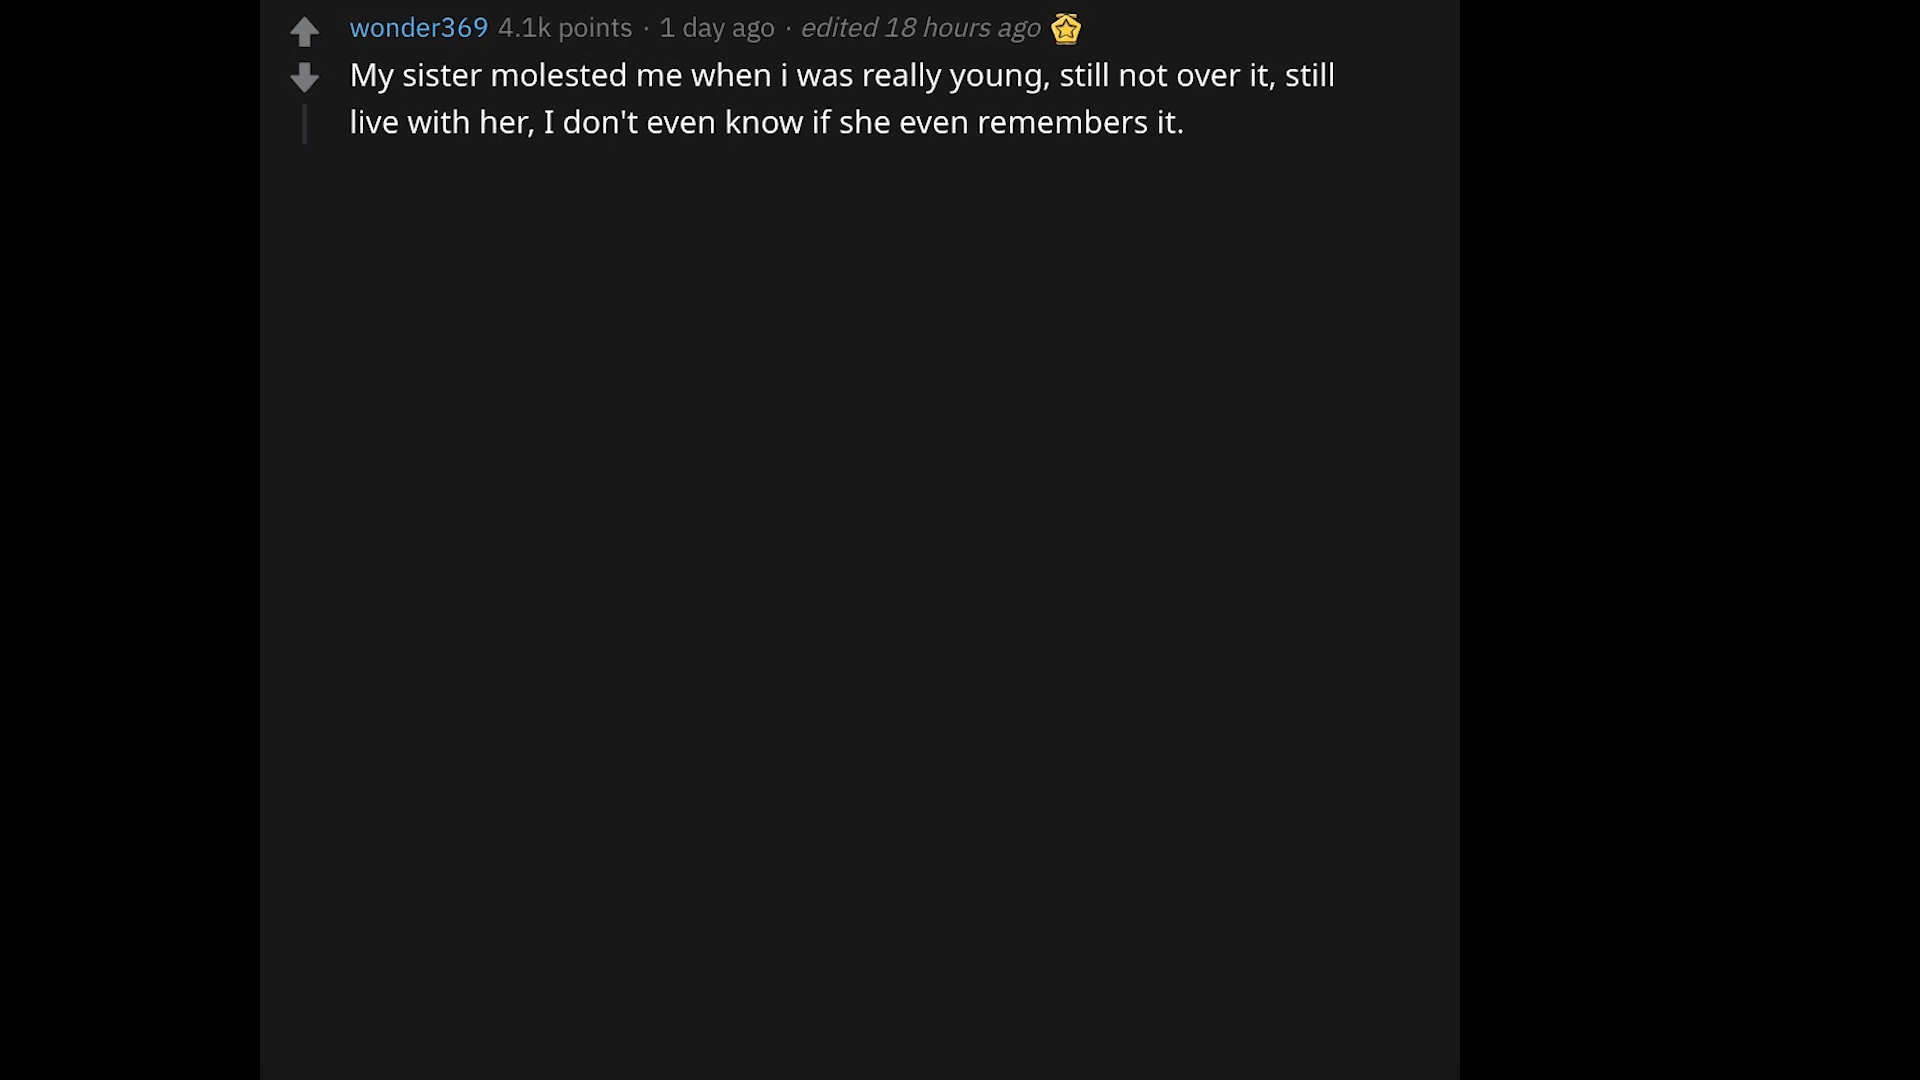 wonder369 4.1k points · 1 day ago · edited 18 hours ago
My sister molested me when i was really young, still not over it, still
live with her, I don't even know if she even remembers it.